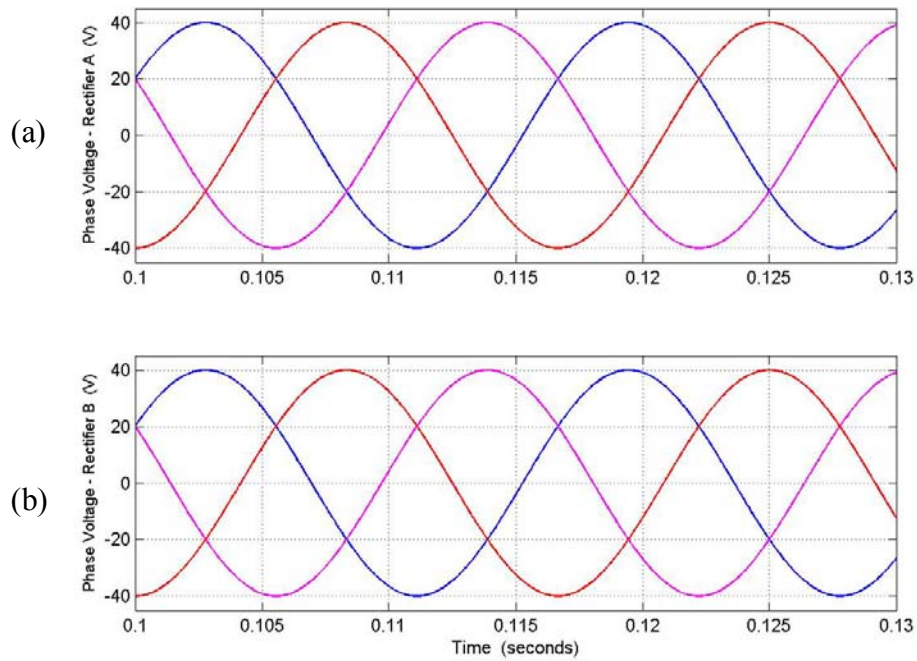 (a)
Phase Voltage - Rectifier A (V)
40
20
0
-20
-40
0.1 0.105 0.11 0.115 0.12 0.125 0.13
(b)
Phase Voltage - Rectifier B (V)
40
20
0
-20
-40
0.1 0.105 0.11 0.115 0.12 0.125 0.13
Time (seconds)